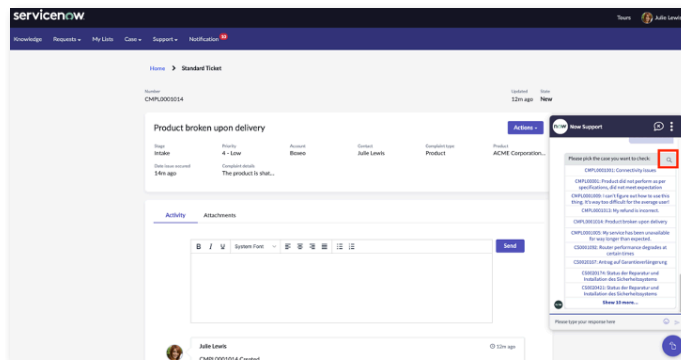 servicenow
Tours Julie Lewis
Knowledge Requests My Lists Case Support Notification
Home > Standard Ticket
Number
CMPL0001014
Updated State
12m ago New
Product broken upon delivery
Actions
Stage Priority Account Contact Complaint type Product
Intake 4 - Low Boxeo Julie Lewis Product ACME Corporation...
Date issue occured Complaint details
14m ago The product is shat...
Activity Attachments
B I U System Font
Send
Julie Lewis
12m ago
CMPL0001014 Created
now Now Support
Please pick the case you want to check:
CMPL0001001: Connectivity issues
Product did not perform as per
specifications, did not meet expectation
I can't figure out how to use this
thing. It's way too difficult for the average user!
CMPL0001013: My refund is incorrect.
CMPL0001014: Product broken upon delivery
My service has been unavailable
for way longer than expected.
Router performance degrades at
certain times
Antrag auf Garantieverlängerung
Status der Reparatur und
Installation des Sicherheitssystems
Status der Reparatur und
Installation des Sicherheitssystems
Show 10 more...
Please type your response here